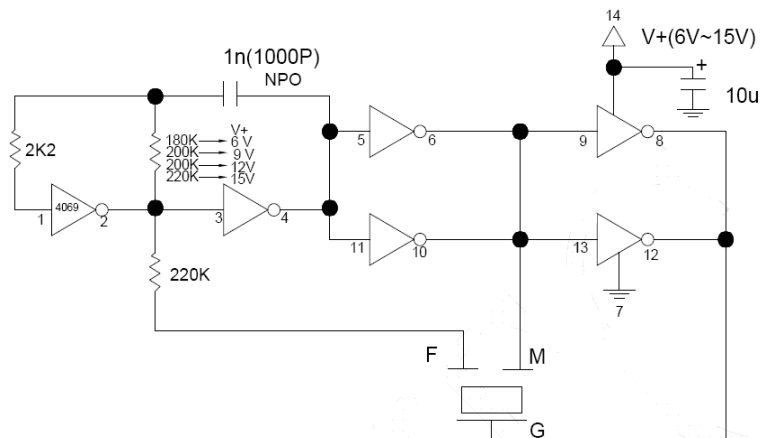 14
V+(6V~15V)
1n(1000P)
NPO
+
10u
2K2
V+
180K 6 V
200K 9 V
200K 12V
220K 15V
5 6
9 8
1 4069 2
3 4
11 10
13 12
7
220K
F M
G